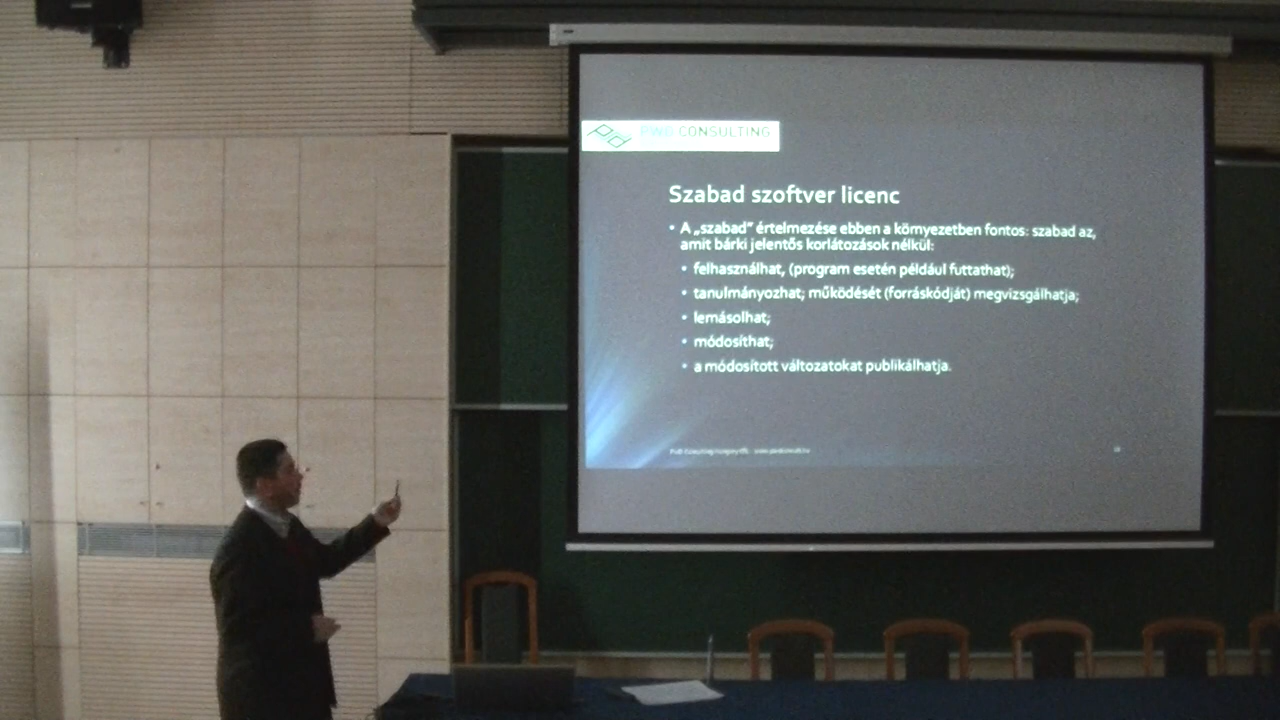 PWD CONSULTING
Szabad szoftver licenc
• A „szabad” értelmezése ebben a környezetben fontos: szabad az,
amit bárki jelentős korlátozások nélkül:
• felhasználhat, (program esetén például futtathat);
• tanulmányozhat; működését (forráskódját) megvizsgálhatja;
• lemásolhat;
• módosíthat;
• a módosított változatokat publikálhatja.